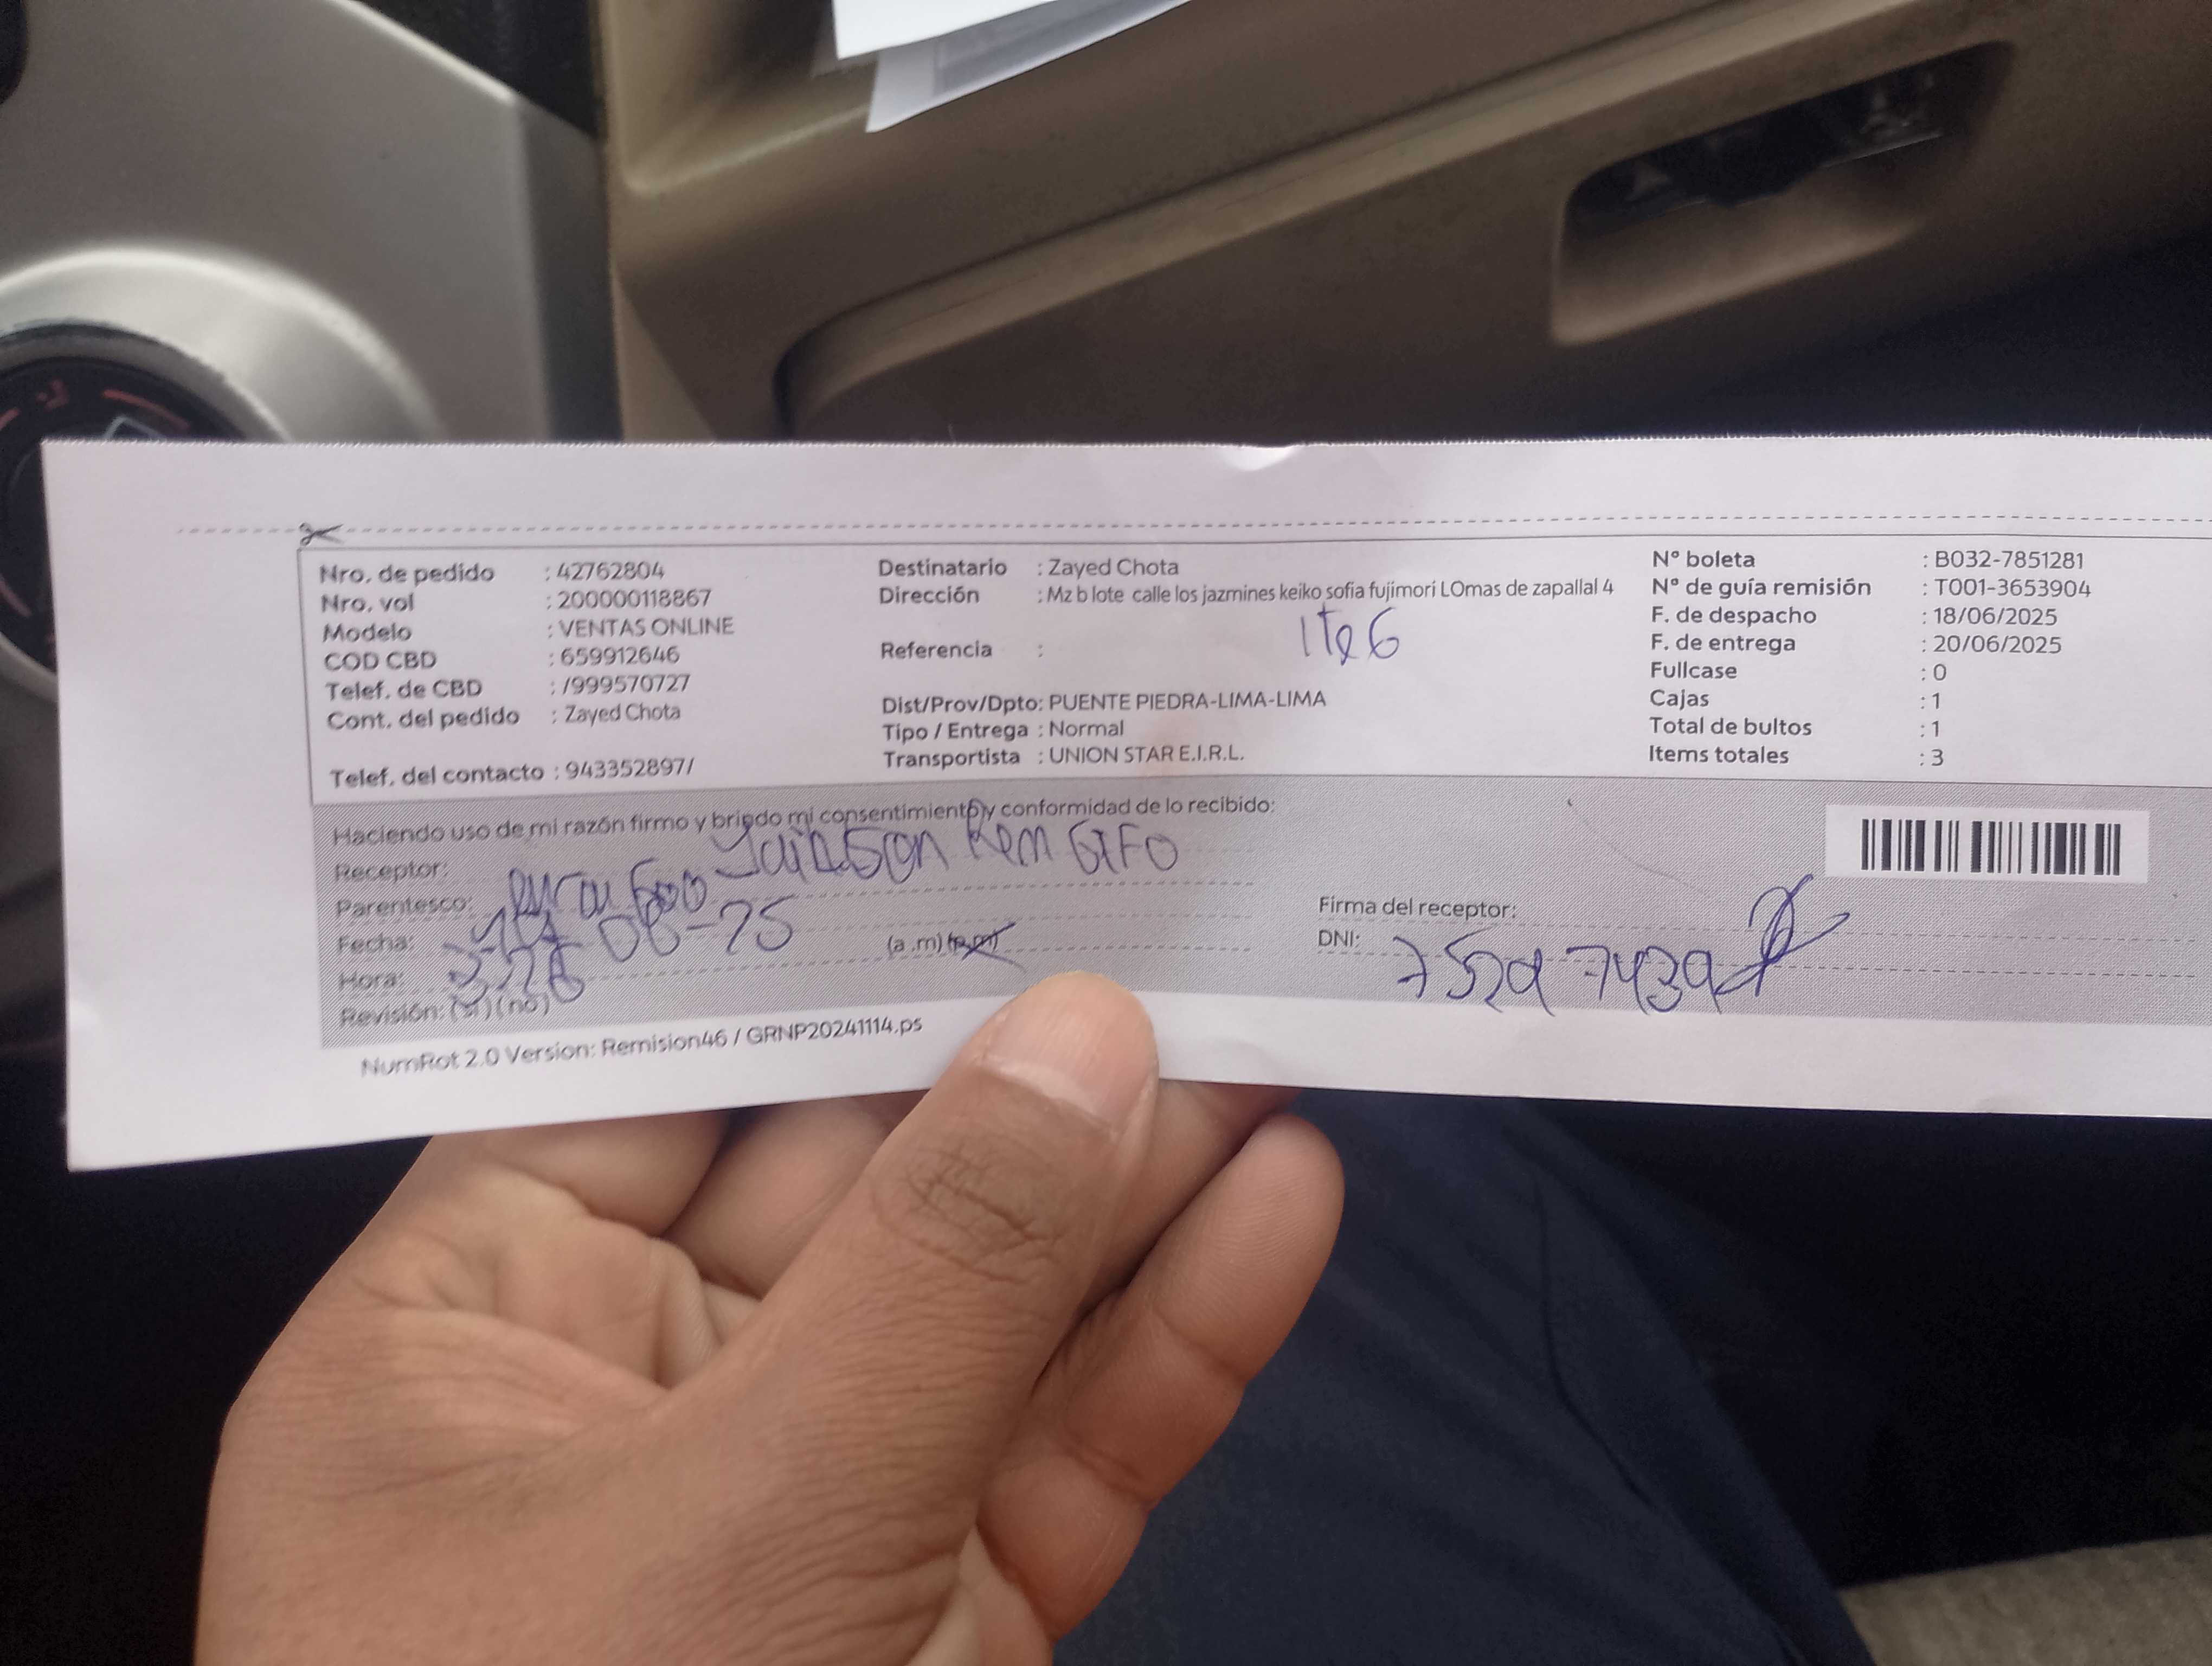 Nro. de pedido : 42762804
Nro. vol : 200000118867
Modelo : VENTAS ONLINE
COD CBD : 659912646
Telef. de CBD : /999570727
Cont. del pedido : Zayed Chota
Telef. del contacto : 943352897/
Destinatario : Zayed Chota
Dirección : Mz b lote calle los jazmines keiko sofia fujimori LOmas de zapallal 4
lte 6
Referencia :
Dist/Prov/Dpto: PUENTE PIEDRA-LIMA-LIMA
Tipo / Entrega : Normal
Transportista : UNION STAR E.I.R.L.
N° boleta : B032-7851281
N° de guía remisión : T001-3653904
F. de despacho : 18/06/2025
F. de entrega : 20/06/2025
Fullcase : 0
Cajas : 1
Total de bultos : 1
Items totales : 3
Haciendo uso de mi razón firmo y brindo mi consentimiento y conformidad de lo recibido:
Receptor:
Parentesco:
Fecha:
Hora: (a .m) (p.m)
Revisión: (si) (no)
Firma del receptor:
DNI:
NumRot 2.0 Version: Remision46 / GRNP20241114.ps